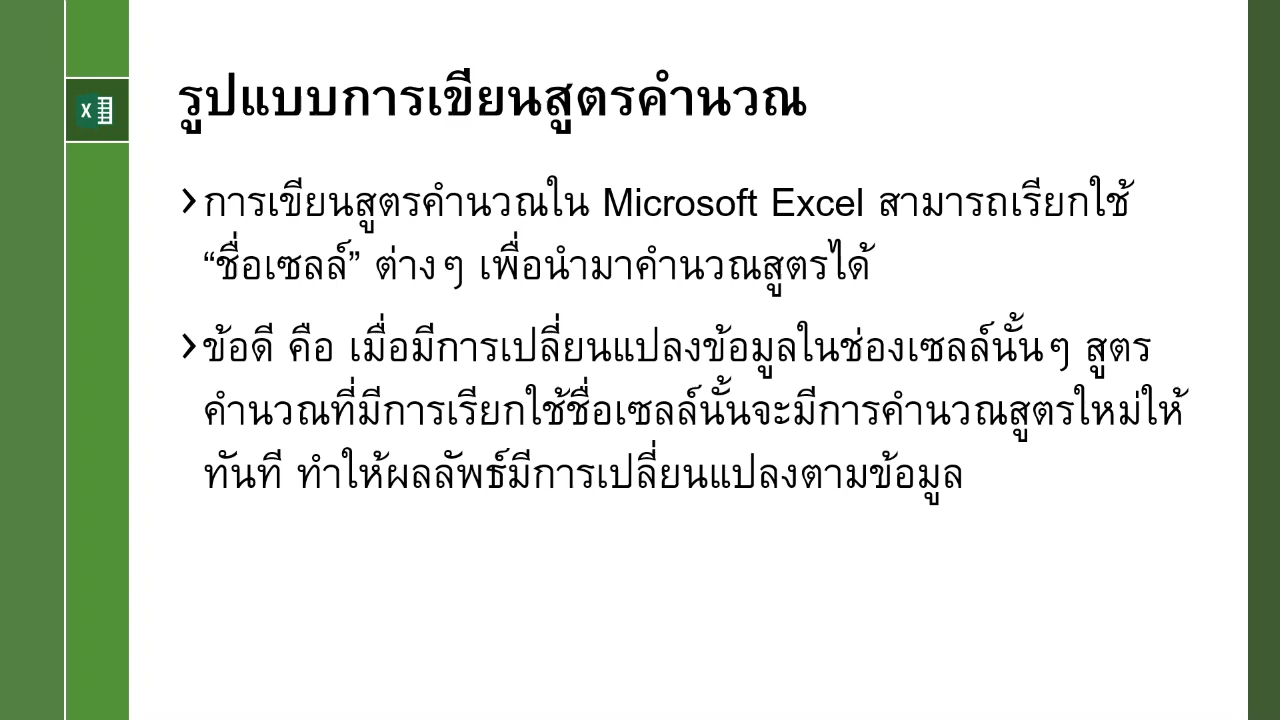 รูปแบบการเขียนสูตรคำนวณ
การเขียนสูตรคำนวณใน Microsoft Excel สามารถเรียกใช้
“ชื่อเซลล์” ต่างๆ เพื่อนำมาคำนวณสูตรได้
ข้อดี คือ เมื่อมีการเปลี่ยนแปลงข้อมูลในช่องเซลล์นั้นๆ สูตร
คำนวณที่มีการเรียกใช้ชื่อเซลล์นั้นจะมีการคำนวณสูตรใหม่ให้
ทันที ทำให้ผลลัพธ์มีการเปลี่ยนแปลงตามข้อมูล